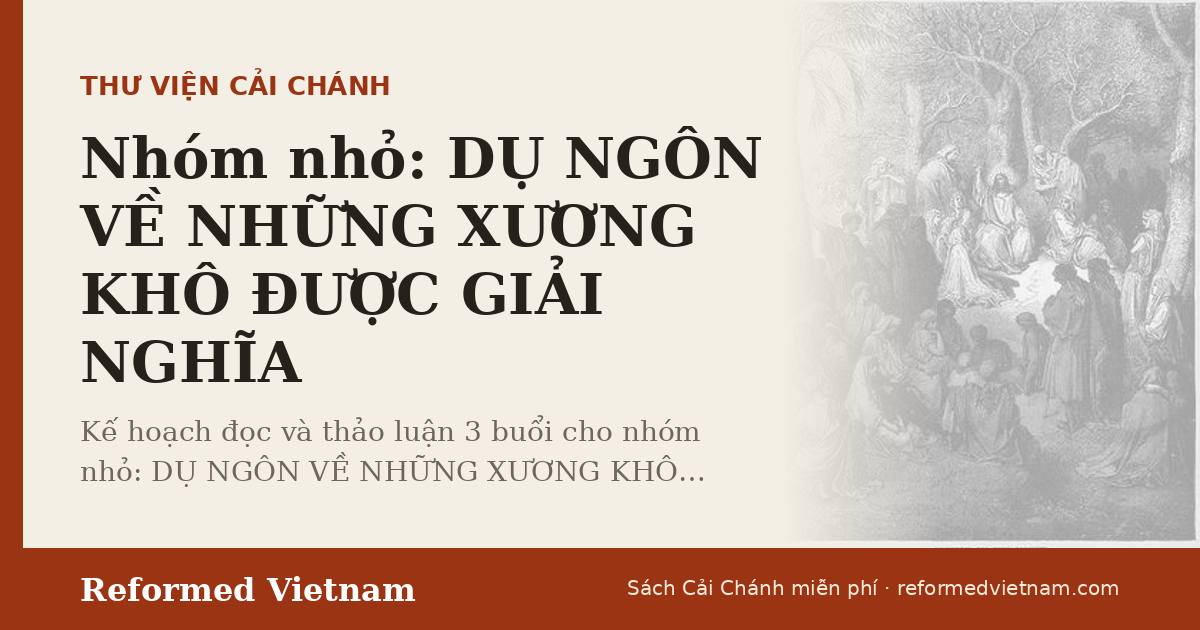 THƯ VIỆN CẢI CHÁNH
Nhóm nhỏ: DỤ NGÔN
VỀ NHỮNG XƯƠNG
KHÔ ĐƯỢC GIẢI
NGHĨA
Kế hoạch đọc và thảo luận 3 buổi cho nhóm
nhỏ: DỤ NGÔN VỀ NHỮNG XƯƠNG KHÔ…
Reformed Vietnam
Sách Cải Chánh miễn phí · reformedvietnam.com